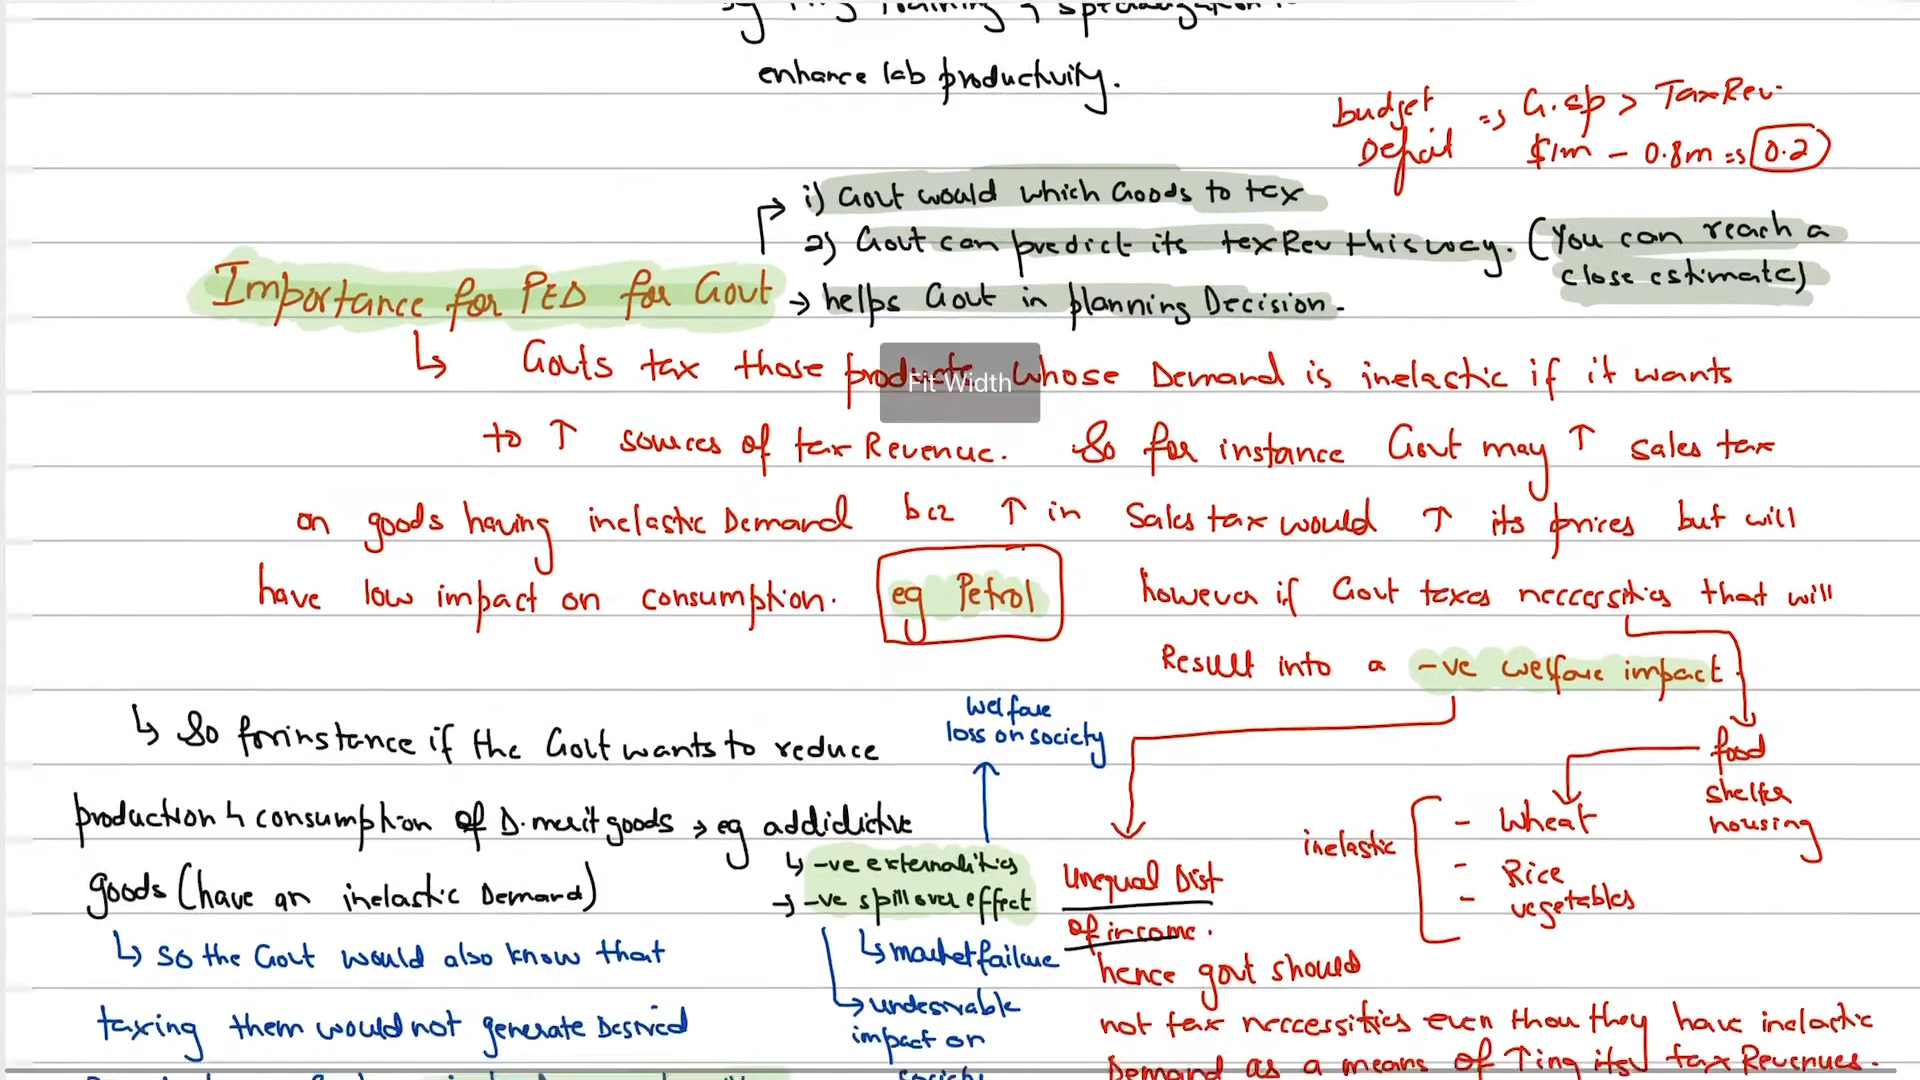 enhance lab productivity.
budget => G.sp > Tax Rev.
Deficit $1m - 0.8m => 0.2
i) Govt would which Goods to tax
2) Govt can predict its tax Rev this way. (You can reach a
close estimate)
Importance for PED for Govt → helps Govt in planning Decision.
↳ Govts tax those products whose Demand is inelastic if it wants
Fit Width
to ↑ sources of tax Revenue. So for instance Govt may ↑ sales tax
on goods having inelastic Demand bcz ↑ in Sales tax would ↑ its prices but will
have low impact on consumption. eg Petrol however if Govt taxes neccessities that will
Result into a -ve welfare impact.
welfare
loss on society
↳ So forinstance if the Govt wants to reduce
production & consumption of D.merit goods → eg addidictive
goods (have an inelastic Demand)
↳ -ve externalities
→ -ve spillover effect
↳ market failure
↳ undesirable
impact on
society
↳ so the Govt would also know that
taxing them would not generate Desired
Unequal Dist
of income.
food
shelter
housing
inelastic
- Wheat
- Rice
- vegetables
hence govt should
not tax neccessities even thou they have inelastic
Demand as a means of ↑ing its tax Revenues.